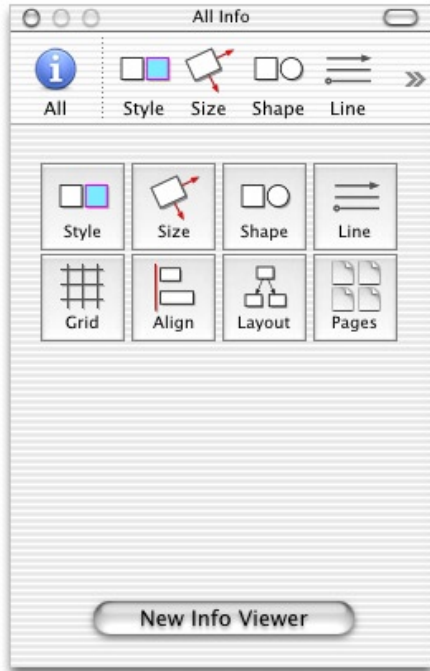 All Info
All Style Size Shape Line »
Style Size Shape Line
Grid Align Layout Pages
New Info Viewer